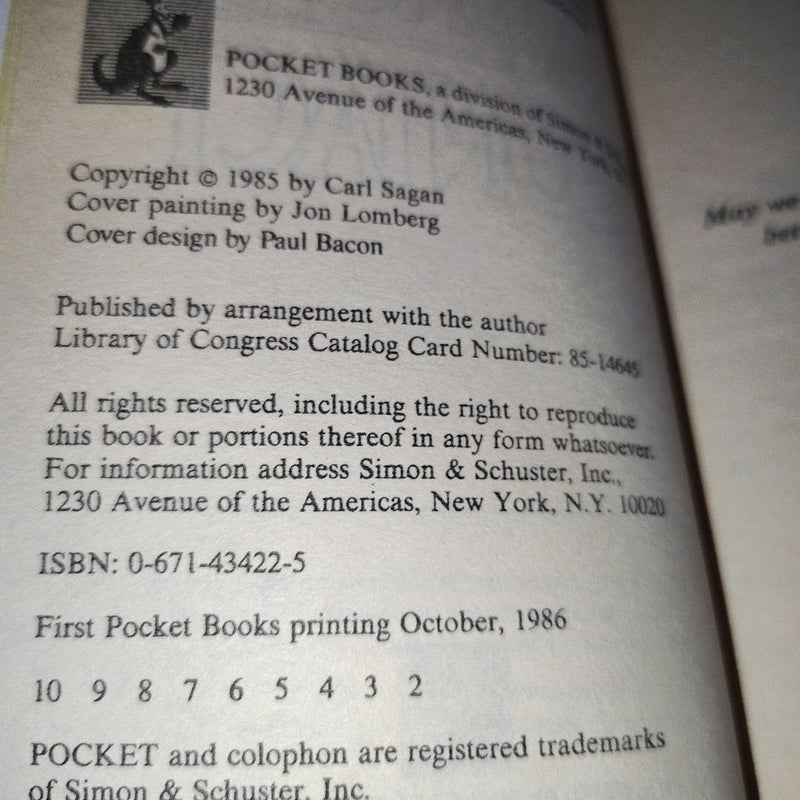 POCKET BOOKS, a division of Simon
1230 Avenue of the Americas, New York,
Copyright © 1985 by Carl Sagan
Cover painting by Jon Lomberg
Cover design by Paul Bacon
Published by arrangement with the author
Library of Congress Catalog Card Number: 85-14645
All rights reserved, including the right to reproduce
this book or portions thereof in any form whatsoever.
For information address Simon & Schuster, Inc.,
1230 Avenue of the Americas, New York, N.Y. 10020
ISBN: 0-671-43422-5
First Pocket Books printing October, 1986
10 9 8 7 6 5 4 3 2
POCKET and colophon are registered trademarks
of Simon & Schuster, Inc.
May we